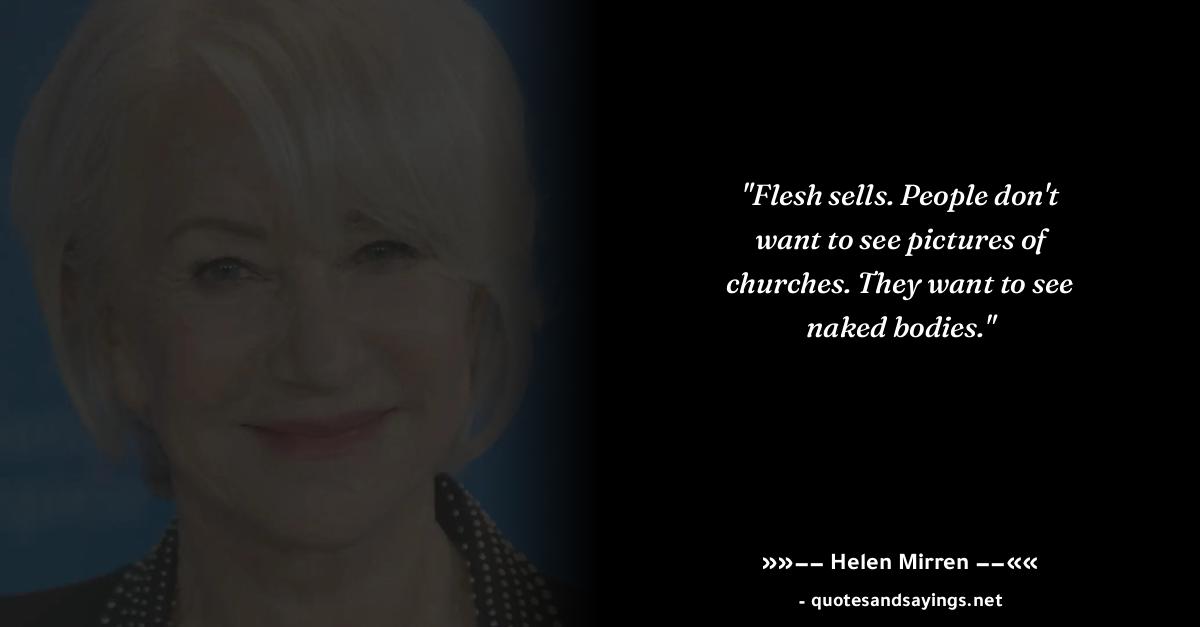 "Flesh sells. People don't
want to see pictures of
churches. They want to see
naked bodies."
»»–– Helen Mirren ––««
- quotesandsayings.net